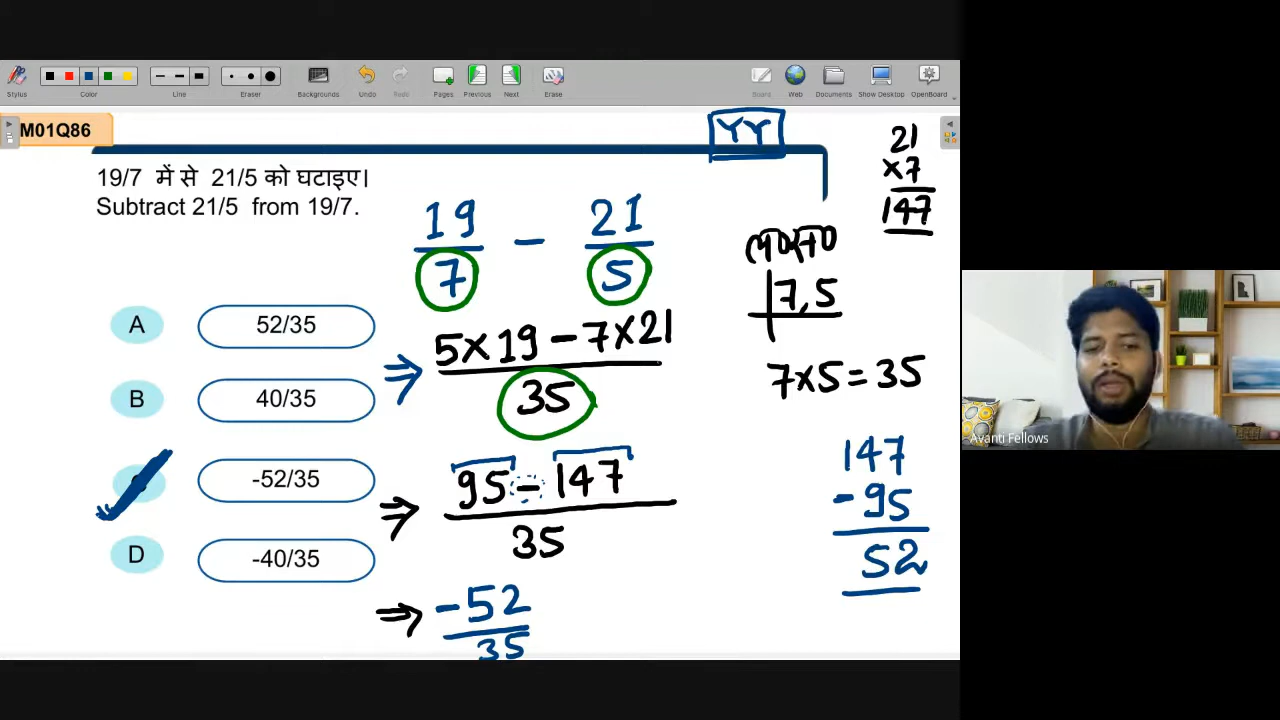 Stylus
Color
Eraser
Backgrounds
Undo
Redo
Pages
Previous
Next
Erase
Board
Web
Documents
Show Desktop
OpenBoard
M01Q86
YY
19/7 में से 21/5 को घटाइए।
Subtract 21/5 from 19/7.
19/7 - 21/5
21
×7
147
7,5
7×5=35
A 52/35
B 40/35
-52/35
D -40/35
⇒ 5×19-7×21
35
⇒ 95-147
35
⇒ -52
35
147
-95
52
Avanti Fellows